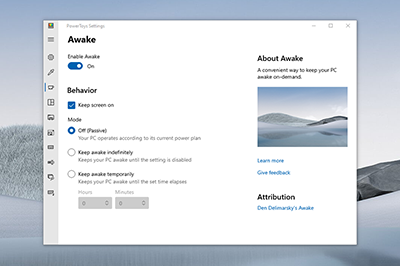 PowerToys Settings
Awake
Enable Awake
On
Behavior
Keep screen on
Mode
Off (Passive)
Your PC operates according to its current power plan
Keep awake indefinitely
Keeps your PC awake until the setting is disabled
Keep awake temporarily
Keeps your PC awake until the set time elapses
Hours
Minutes
0
0
About Awake
A convenient way to keep your PC
awake on-demand.
Learn more
Give feedback
Attribution
Den Delimarsky's Awake